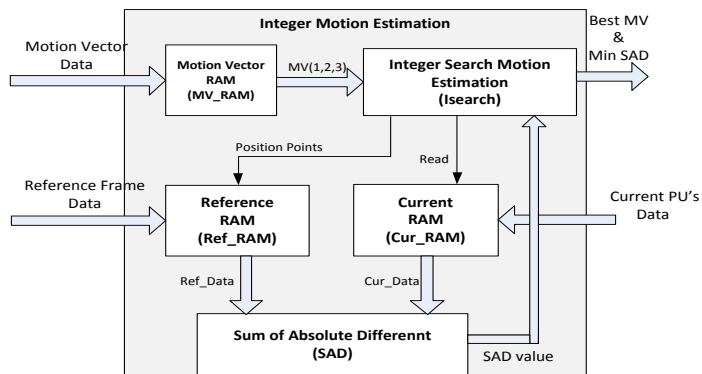 Integer Motion Estimation
Best MV
&
Min SAD
Motion Vector
Data
Motion Vector
RAM
(MV_RAM)
MV(1,2,3)
Integer Search Motion
Estimation
(Isearch)
Position Points
Read
Reference Frame
Data
Reference
RAM
(Ref_RAM)
Current
RAM
(Cur_RAM)
Current PU's
Data
Ref_Data
Cur_Data
Sum of Absolute Differennt
(SAD)
SAD value